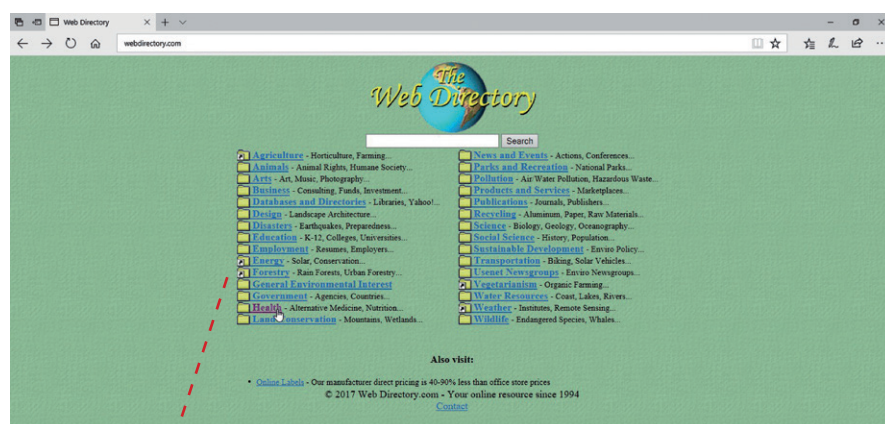 Web Directory
webdirectory.com
The
Web Directory
Search
Agriculture - Horticulture, Farming...
Animals - Animal Rights, Humane Society...
Arts - Art, Music, Photography...
Business - Consulting, Funds, Investment...
Databases and Directories - Libraries, Yahoo!...
Design - Landscape Architecture...
Disasters - Earthquakes, Preparedness...
Education - K-12, Colleges, Universities...
Employment - Resumes, Employers...
Energy - Solar, Conservation...
Forestry - Rain Forests, Urban Forestry...
General Environmental Interest
Government - Agencies, Countries...
Health - Alternative Medicine, Nutrition...
Land Conservation - Mountains, Wetlands...
News and Events - Actions, Conferences...
Parks and Recreation - National Parks...
Pollution - Air/Water Pollution, Hazardous Waste...
Products and Services - Marketplaces...
Publications - Journals, Publishers...
Recycling - Aluminum, Paper, Raw Materials...
Science - Biology, Geology, Oceanography...
Social Science - History, Population...
Sustainable Development - Enviro Policy...
Transportation - Biking, Solar Vehicles...
Usenet Newsgroups - Enviro Newsgroups...
Vegetarianism - Organic Farming...
Water Resources - Coast, Lakes, Rivers...
Weather - Institutes, Remote Sensing...
Wildlife - Endangered Species, Whales...
Also visit:
• Online Labels - Our manufacturer direct pricing is 40-90% less than office store prices
© 2017 Web Directory.com - Your online resource since 1994
Contact